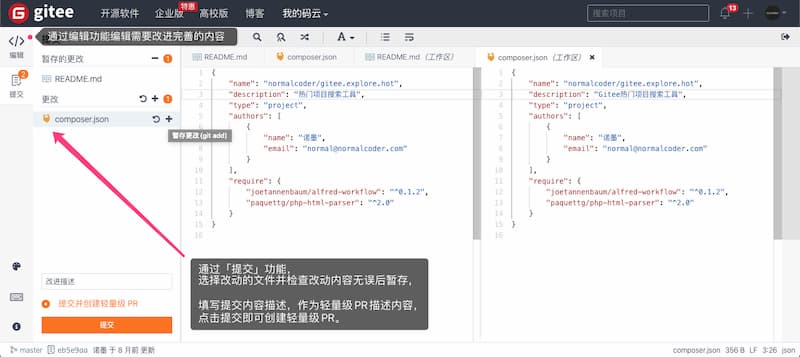 gitee
开源软件
企业版
特惠
高校版
博客
我的码云
搜索项目
13
通过编辑功能编辑需要改进完善的内容
编辑
2
提交
暂存的更改
1
README.md
更改
1
composer.json
暂存更改 (git add)
README.md
composer.json
README.md (工作区)
composer.json (工作区)
1 {
2 "name": "normalcoder/gitee.explore.hot",
3 "description": "热门项目搜索工具",
4 "type": "project",
5 "authors": [
6 {
7 "name": "诺墨",
8 "email": "normal@normalcoder.com"
9 }
10 ],
11 "require": {
12 "joetannenbaum/alfred-workflow": "^0.1.2",
13 "paquettg/php-html-parser": "^2.0"
14 }
15 }
16
1 {
2 "name": "normalcoder/gitee.explore.hot",
3 "description": "Gitee热门项目搜索工具",
4 "type": "project",
5 "authors": [
6 {
7 "name": "诺墨",
8 "email": "normal@normalcoder.com"
9 }
10 ],
11 "require": {
12 "joetannenbaum/alfred-workflow": "^0.1.2",
13 "paquettg/php-html-parser": "^2.0"
14 }
15 }
16
通过「提交」功能，
选择改动的文件并检查改动内容无误后暂存，
填写提交内容描述，作为轻量级 PR 描述内容，
点击提交即可创建轻量级 PR。
改进描述
提交并创建轻量级 PR
提交
master
eb5e9aa
诺墨 于 8 月前 更新
composer.json
356 B
LF
3:26
json